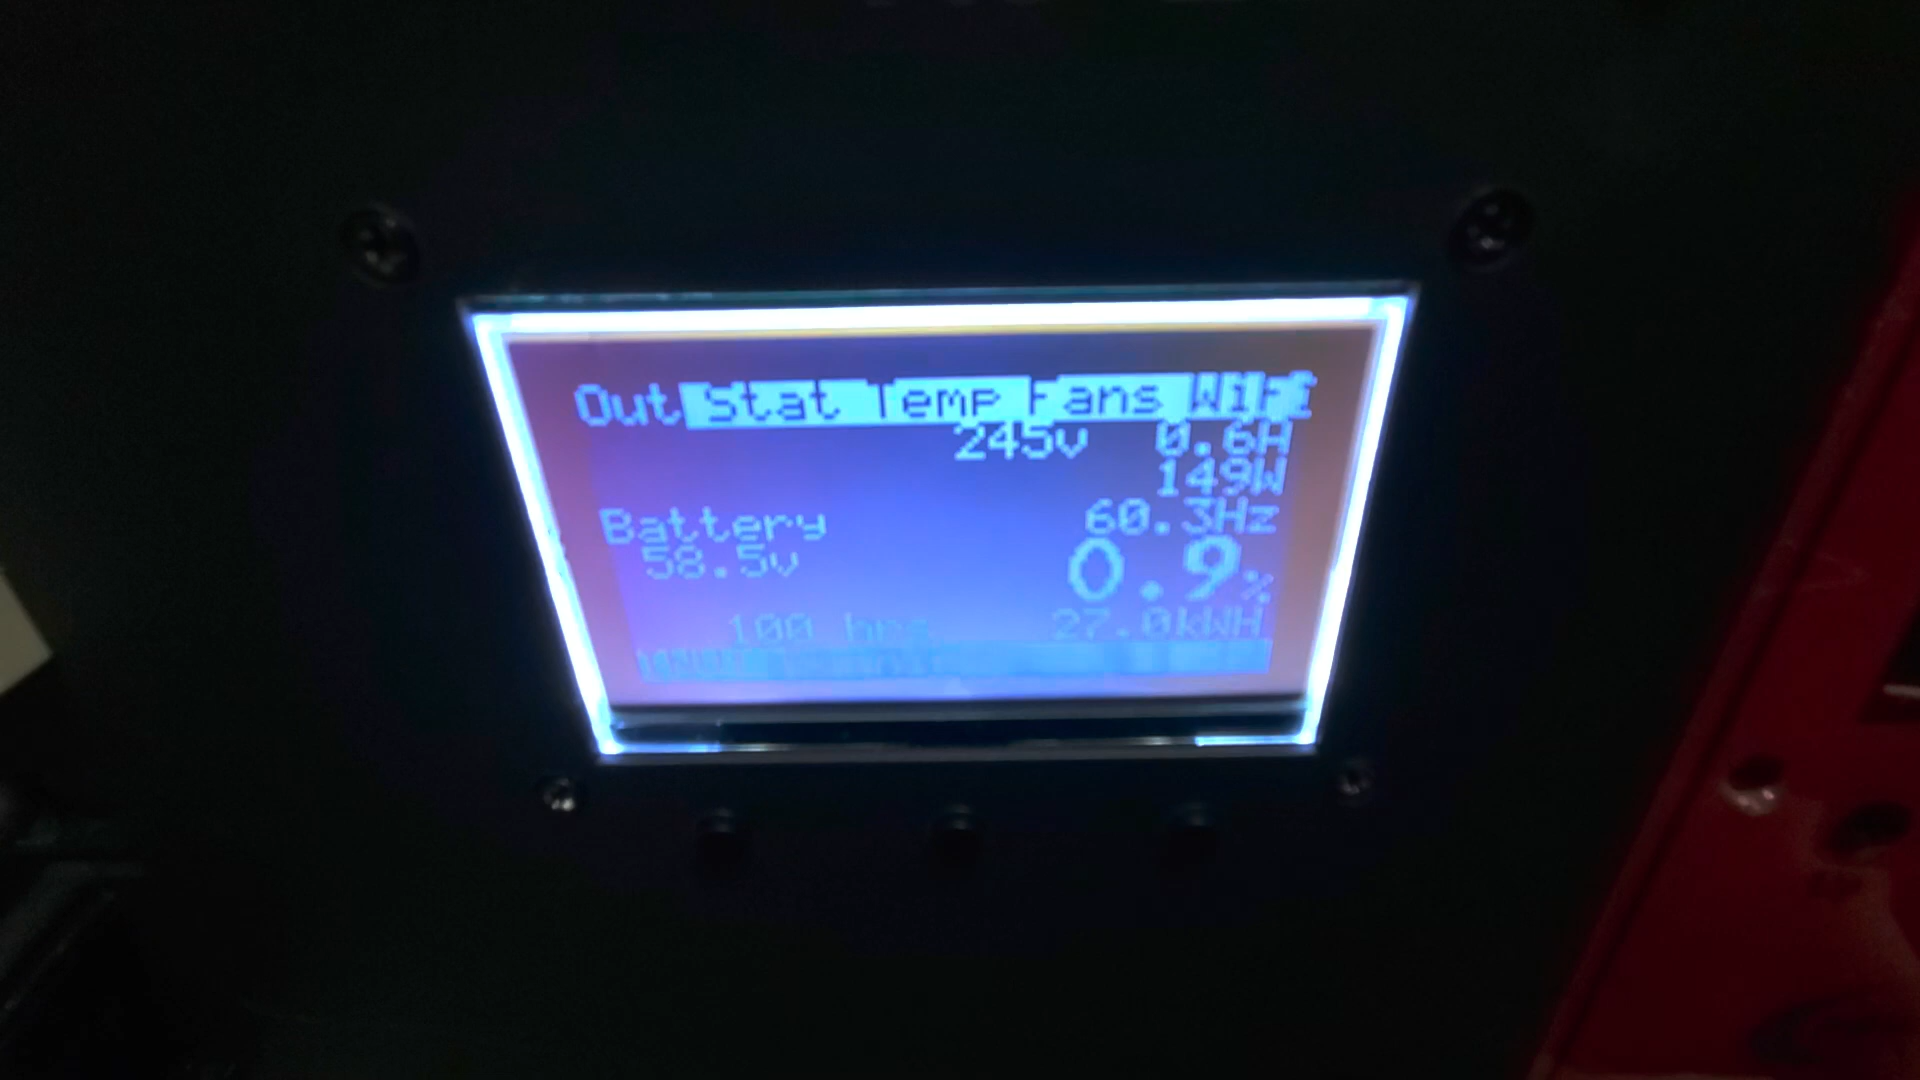 Out Stat Temp Fans WiFi
245v 0.6A
149W
Battery 60.3Hz
58.5v 0.9%
100 hrs 27.0kWH